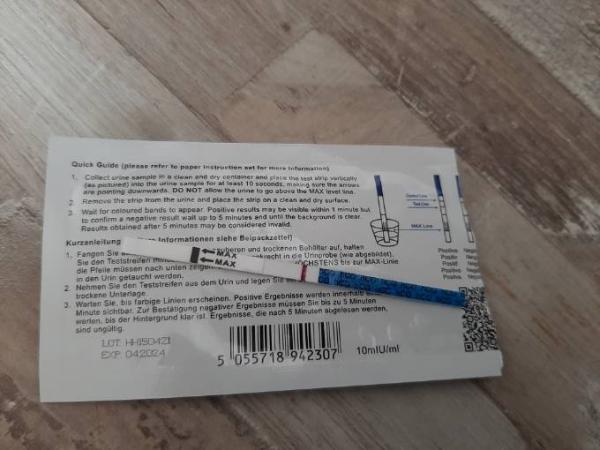 Quick Guide (please refer to paper instruction set for more information)
1. Collect urine sample in a clean and dry container and place the test strip vertically
(as pictured) into the urine sample for at least 10 seconds, making sure the arrows
are pointing downwards. DO NOT allow the urine to go above the MAX level line.
2. Remove the strip from the urine and place the strip on a clean and dry surface.
3. Wait for coloured bands to appear. Positive results may be visible within 1 minute but
to confirm a negative result wait up to 5 minutes and until the background is clear.
Results obtained after 5 minutes may be considered invalid.
Control Line
Test Line
MAX Line
Positive
Positiv
Positif
Positivo
Kurzanleitung Informationen siehe Beipackzettel)
1. Fangen Sie sauberen und trockenen Behälter auf, halten
Sie den Teststreifen senkrecht in die Urinprobe (wie abgebildet),
die Pfeile müssen nach unten zeigen HÖCHSTENS bis zur MAX-Linie
in den Urin getaucht werden.
MAX
MAX
2. Nehmen Sie den Teststreifen aus dem Urin und legen Sie
trockene Unterlage.
3. Warten Sie, bis farbige Linien erscheinen. Positive Ergebnisse werden innerhalb
Minute sichtbar. Zur Bestätigung negativer Ergebnisse müssen Sie bis zu 5 Minuten
warten, bis der Hintergrund klar ist. Ergebnisse, die nach 5 Minuten abgelesen werden,
sind ungültig.
LOT: HH150421
EXP: 042024
5 055718 942307
10mIU/ml